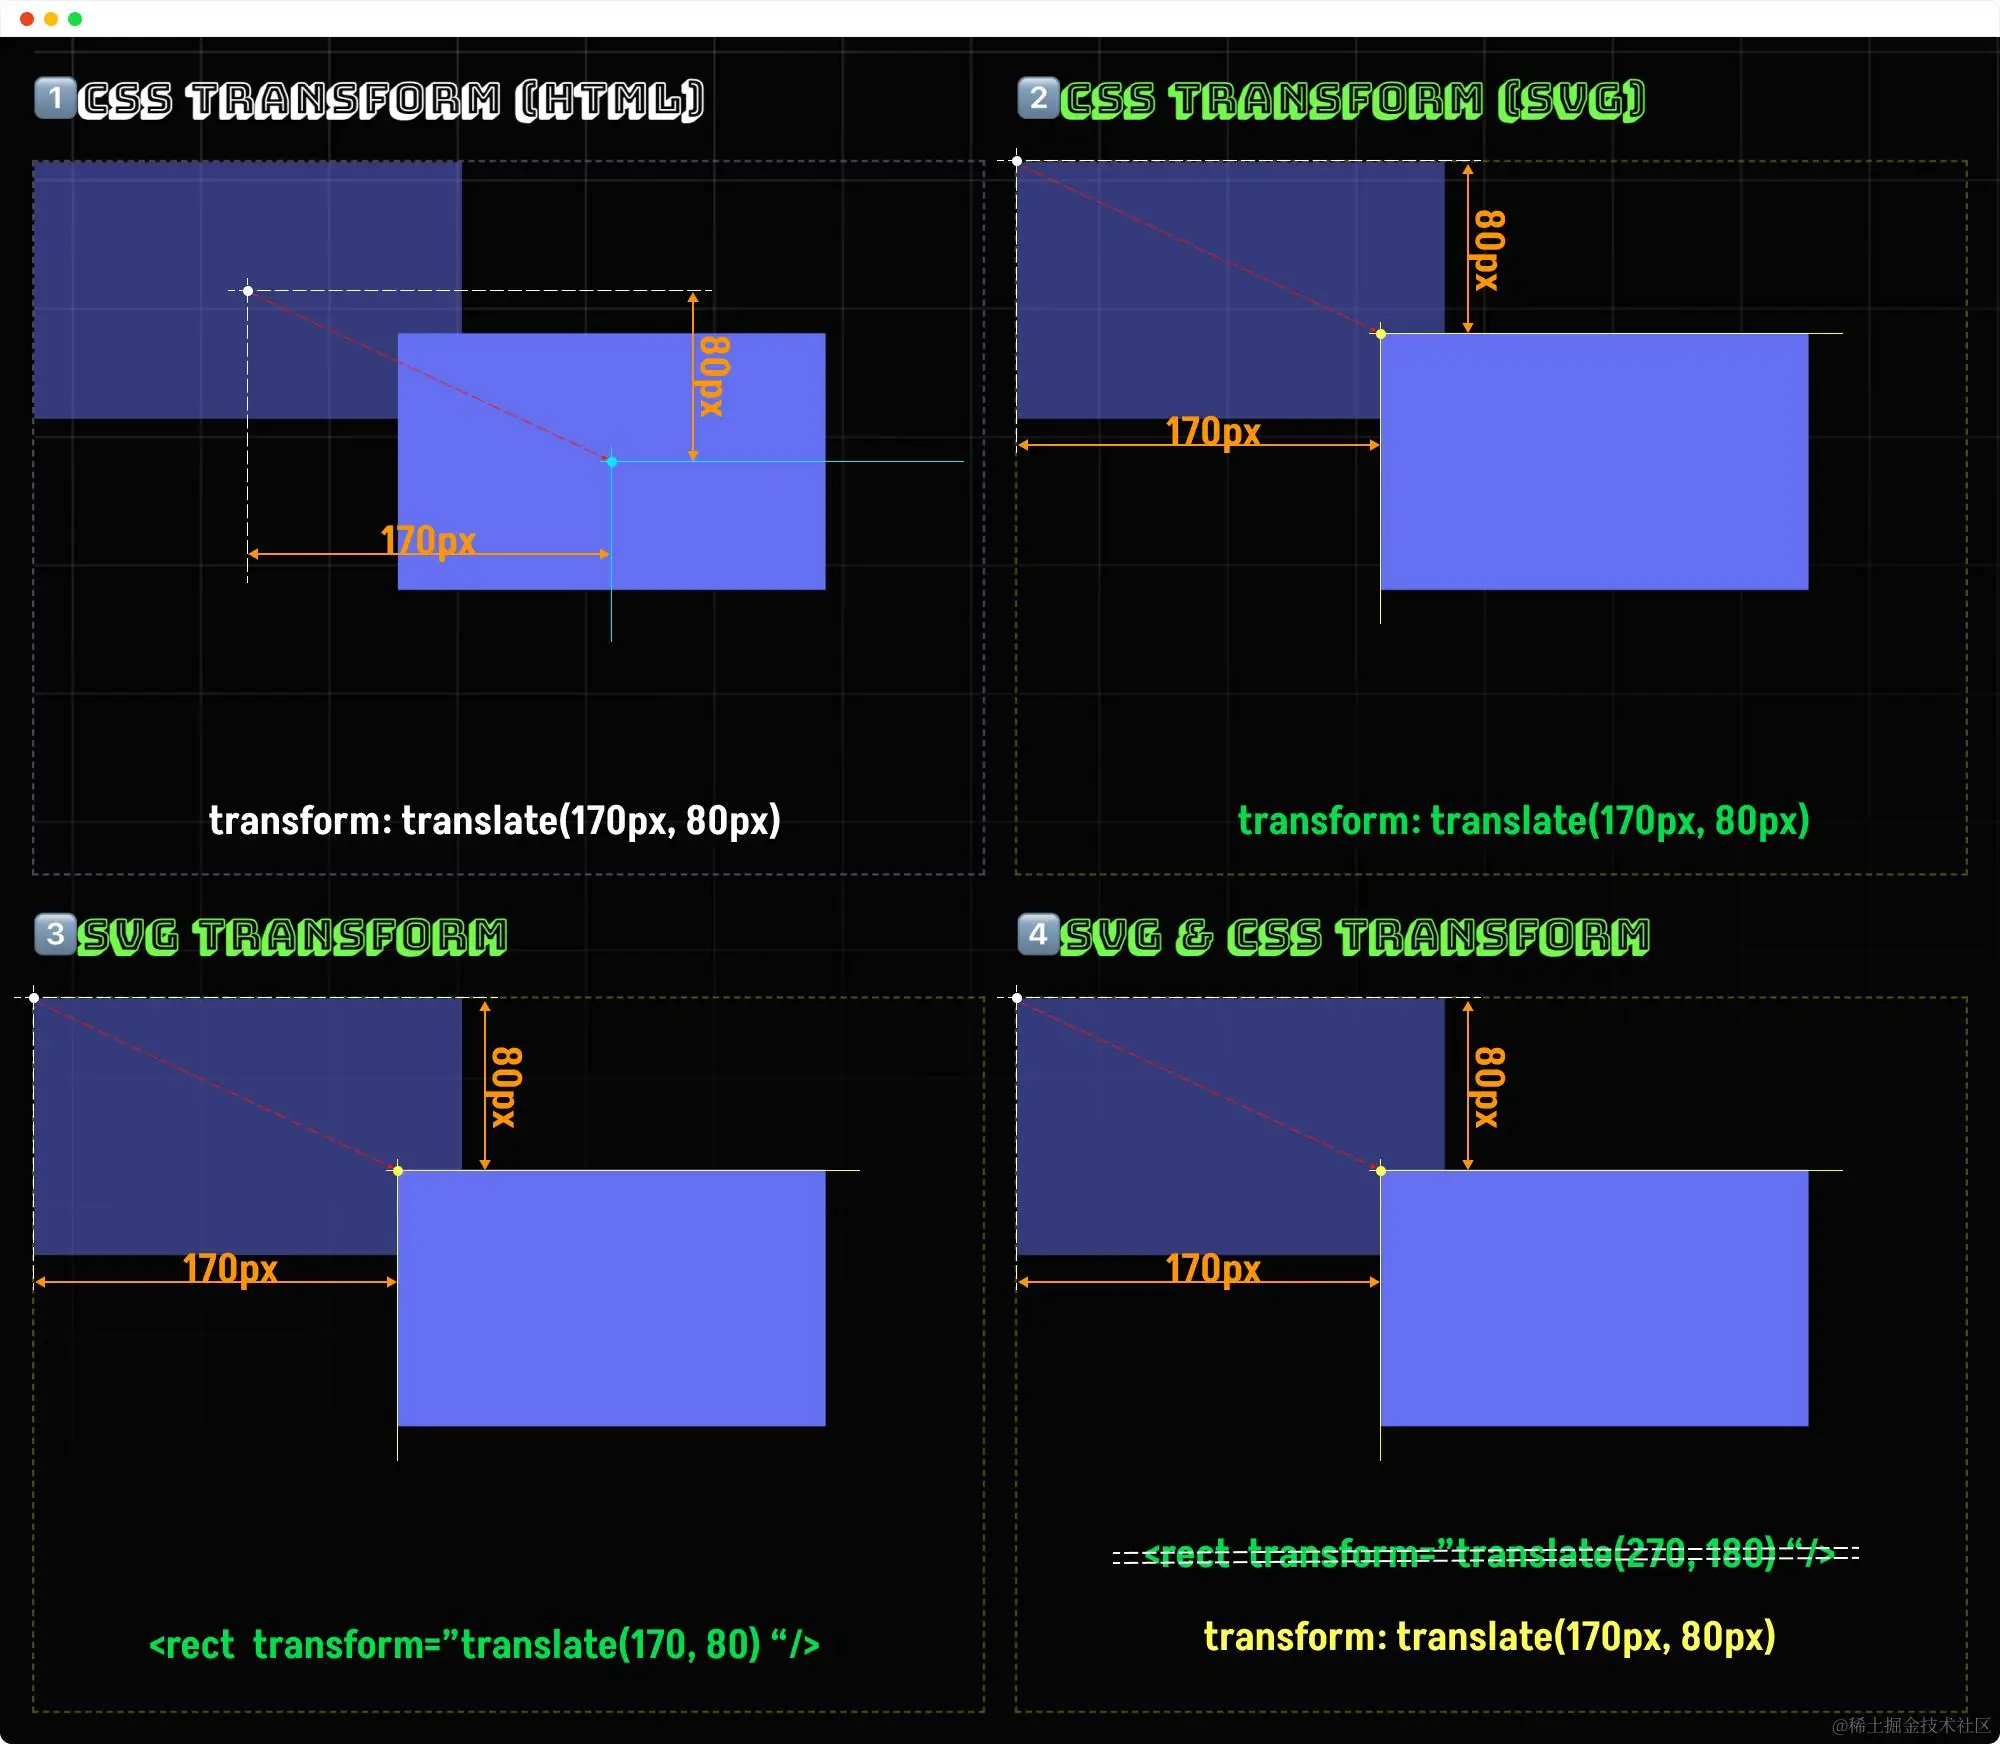 1 CSS TRANSFORM (HTML)
80px
170px
transform: translate(170px, 80px)
2 CSS TRANSFORM (SVG)
80px
170px
transform: translate(170px, 80px)
3 SVG TRANSFORM
80px
170px
<rect transform=”translate(170, 80) “/>
4 SVG & CSS TRANSFORM
80px
170px
<rect transform=”translate(270, 180) “/>
transform: translate(170px, 80px)
@稀土掘金技术社区